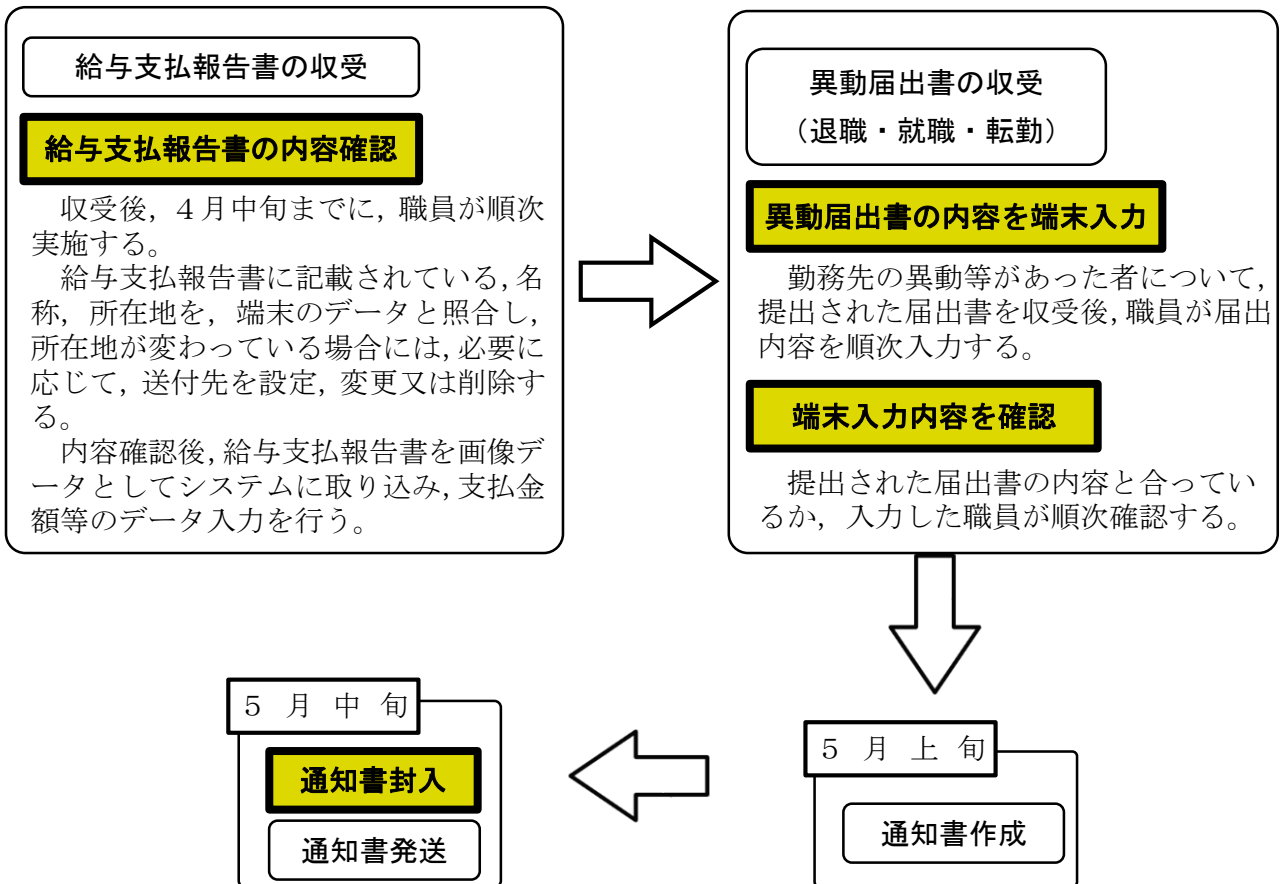 給与支払報告書の収受
給与支払報告書の内容確認
　収受後，４月中旬までに，職員が順次
実施する。
　給与支払報告書に記載されている，名
称，所在地を，端末のデータと照合し，
所在地が変わっている場合には，必要に
応じて，送付先を設定，変更又は削除す
る。
　内容確認後，給与支払報告書を画像デ
ータとしてシステムに取り込み，支払金
額等のデータ入力を行う。
異動届出書の収受
（退職・就職・転勤）
異動届出書の内容を端末入力
　勤務先の異動等があった者について，
提出された届出書を収受後，職員が届出
内容を順次入力する。
端末入力内容を確認
　提出された届出書の内容と合ってい
るか，入力した職員が順次確認する。
５月上旬
通知書作成
５月中旬
通知書封入
通知書発送